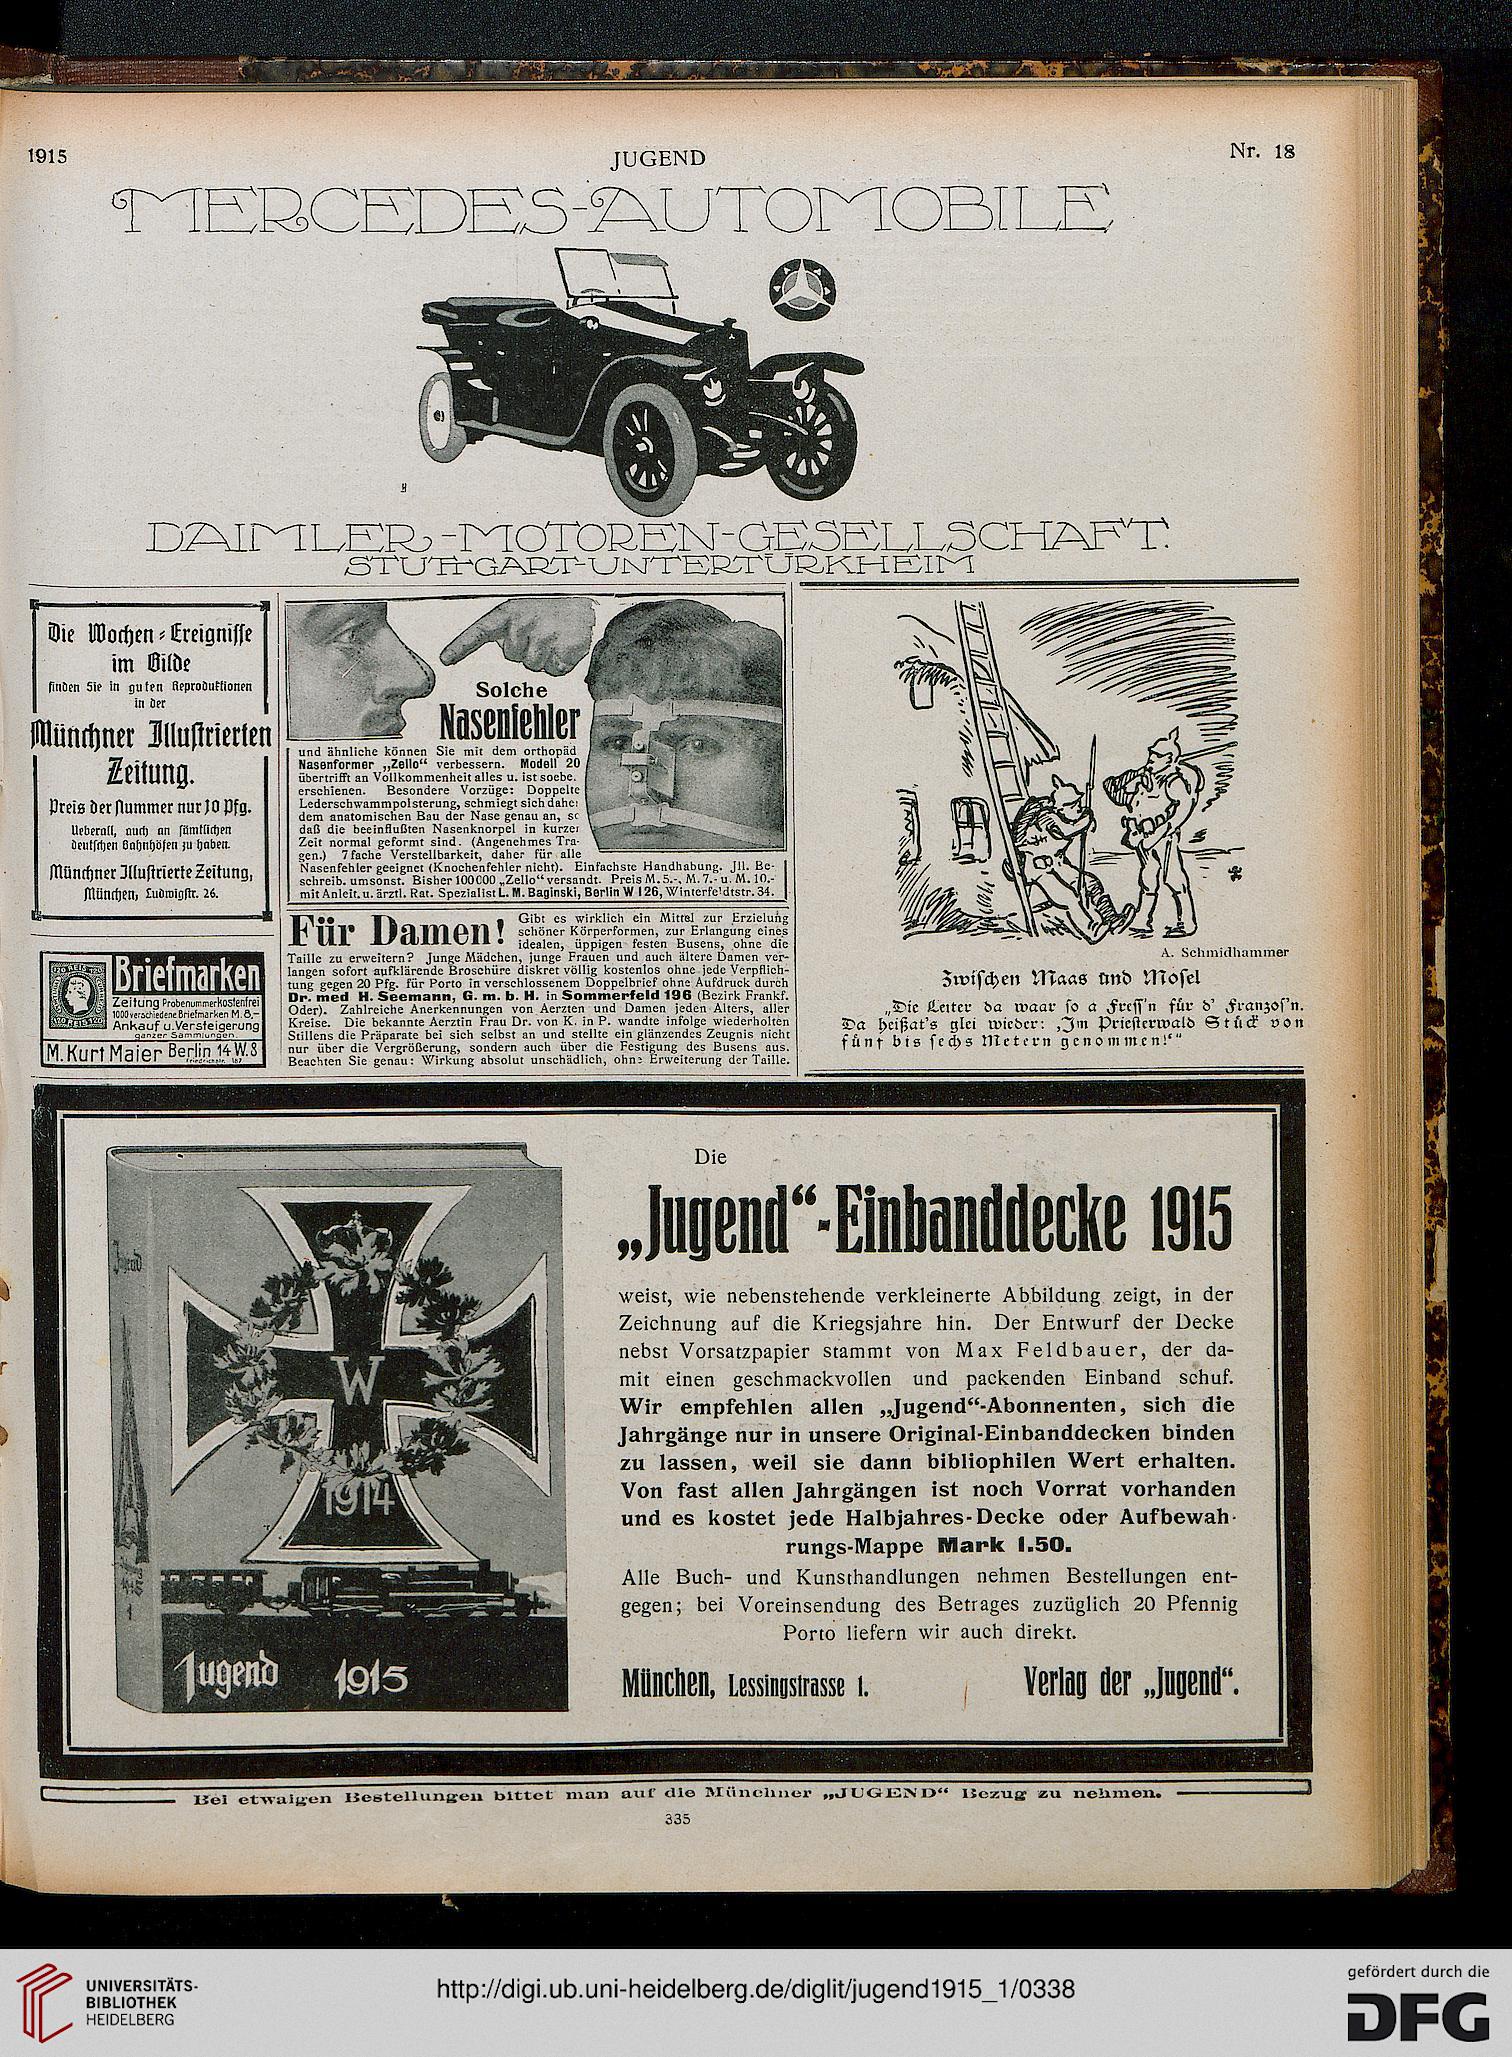 1915
JUGEND
Nr. 18
MERCEDES-AUTOMOBILE
DAIMLER-MOTOREN-GESELLSCHAFT.
STUTTGART-UNTERTÜRKHEIM
Die Wochen-Ereignisse
im Bilde
finden Sie in guten Reproduktionen
in der
Münchner Illustrierten
Zeitung.
Preis der Nummer nur 10 Pfg.
Ueberall, auch an sämtlichen
deutschen Bahnhöfen zu haben.
Münchner Illustrierte Zeitung,
München, Ludwigstr. 26.
Briefmarken
Zeitung Probenummer kostenfrei
1000 verschiedene Briefmarken M. 8,-
Ankauf u. Versteigerung
ganzer Sammlungen
M. Kurt Maier Berlin 14 W. 8
Friedrichstr. 167
Solche
Nasenfehler
und ähnliche können Sie mit dem orthopäd
Nasenformer „Zello“ verbessern. Modell 20
übertrifft an Vollkommenheit alles u. ist soebe.
erschienen. Besondere Vorzüge: Doppelte
Lederschwammpolsterung, schmiegt sich daher
dem anatomischen Bau der Nase genau an, so
daß die beeinflußten Nasenknorpel in kurzer
Zeit normal geformt sind. (Angenehmes Tra-
gen.) 7fache Verstellbarkeit, daher für alle
Nasenfehler geeignet (Knochenfehler nicht). Einfachste Handhabung. Jll. Be-
schreib. umsonst. Bisher 100000 „Zello“ versandt. Preis M. 5.-, M. 7.- u. M. 10.-
mit Anleit. u. ärztl. Rat. Spezialist L. M. Baginski, Berlin W 126, Winterfeldtstr. 34.
Für Damen! Gibt es wirklich ein Mittel zur Erzielung
schöner Körperformen, zur Erlangung eines
idealen, üppigen festen Busens, ohne die
Taille zu erweitern? Junge Mädchen, junge Frauen und auch ältere Damen ver-
langen sofort aufklärende Broschüre diskret völlig kostenlos ohne jede Verpflich-
tung gegen 20 Pfg. für Porto in verschlossenem Doppelbrief ohne Aufdruck durch
Dr. med H. Seemann, G. m. b. H. in Sommerfeld 196 (Bezirk Frankf.
Oder). Zahlreiche Anerkennungen von Aerzten und Damen jeden Alters, aller
Kreise. Die bekannte Aerztin Frau Dr. von K. in P. wandte infolge wiederholten
Stillens die Präparate bei sich selbst an und stellte ein glänzendes Zeugnis nicht
nur über die Vergrößerung, sondern auch über die Festigung des Busens aus.
Beachten Sie genau: Wirkung absolut unschädlich, ohne Erweiterung der Taille.
A. Schmidhammer
Zwischen Maas und Mosel
„Die Leiter da waar so a Fress'n für d' Franzos'n.
Da heißat's glei wieder: ‚Im Priesterwald Stück von
fünf bis sechs Metern genommen!‘“
Die
„Jugend“-Einbanddecke 1915
weist, wie nebenstehende verkleinerte Abbildung zeigt, in der
Zeichnung auf die Kriegsjahre hin. Der Entwurf der Decke
nebst Vorsatzpapier stammt von Max Feldbauer, der da-
mit einen geschmackvollen und packenden Einband schuf.
Wir empfehlen allen „Jugend“-Abonnenten, sich die
Jahrgänge nur in unsere Original-Einbanddecken binden
zu lassen, weil sie dann bibliophilen Wert erhalten.
Von fast allen Jahrgängen ist noch Vorrat vorhanden
und es kostet jede Halbjahres-Decke oder Aufbewah-
rungs-Mappe Mark 1.50.
Alle Buch- und Kunsthandlungen nehmen Bestellungen ent-
gegen; bei Voreinsendung des Betrages zuzüglich 20 Pfennig
Porto liefern wir auch direkt.
München, Lessingstrasse 1. Verlag der „Jugend“.
Jugend
W
1914
1
Jugend 1915
Bei etwaigen Bestellungen bittet man auf die Münchner „JUGEND“ Bezug zu nehmen.
335
UNIVERSITÄTS-
BIBLIOTHEK
HEIDELBERG
http://digi.ub.uni-heidelberg.de/diglit/jugend1915_1/0338
gefördert durch die
DFG